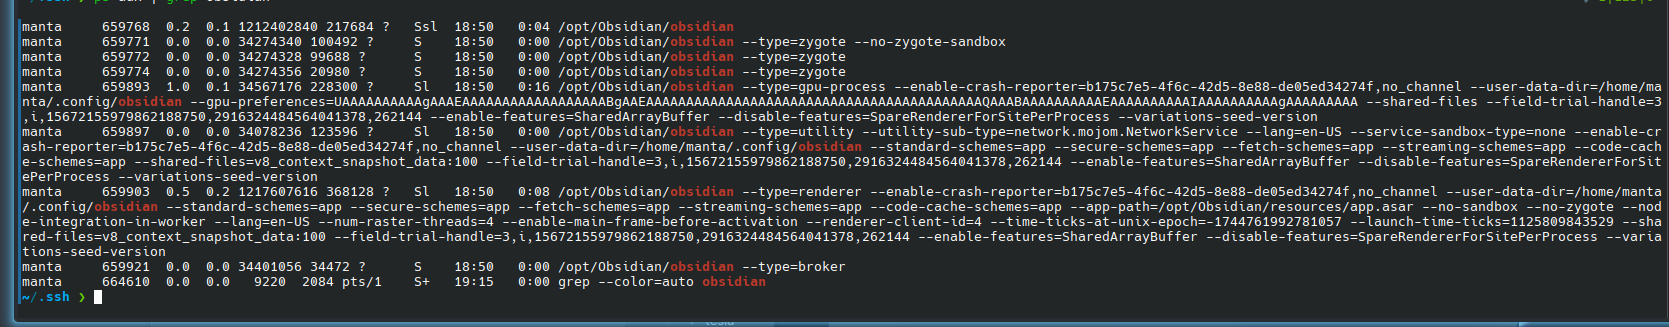 manta     659768  0.2  0.1 1212402840 217684 ?   Ssl  18:50   0:04 /opt/Obsidian/obsidian
manta     659771  0.0  0.0 34274340 100492 ?     S    18:50   0:00 /opt/Obsidian/obsidian --type=zygote --no-zygote-sandbox
manta     659772  0.0  0.0 34274328 99688 ?      S    18:50   0:00 /opt/Obsidian/obsidian --type=zygote
manta     659774  0.0  0.0 34274356 20980 ?      S    18:50   0:00 /opt/Obsidian/obsidian --type=zygote
manta     659893  1.0  0.1 34567176 228300 ?     Sl   18:50   0:16 /opt/Obsidian/obsidian --type=gpu-process --enable-crash-reporter=b175c7e5-4f6c-42d5-8e88-de05ed34274f,no_channel --user-data-dir=/home/ma
nta/.config/obsidian --shared-files --field-trial-handle=3
,i,15672155979862188750,2916324484564041378,262144 --enable-features=SharedArrayBuffer --disable-features=SpareRendererForSitePerProcess --variations-seed-version
manta     659897  0.0  0.0 34078236 123596 ?     Sl   18:50   0:00 /opt/Obsidian/obsidian --type=utility --utility-sub-type=network.mojom.NetworkService --lang=en-US --service-sandbox-type=none --enable-cr
ash-reporter=b175c7e5-4f6c-42d5-8e88-de05ed34274f,no_channel --user-data-dir=/home/manta/.config/obsidian --standard-schemes=app --secure-schemes=app --fetch-schemes=app --streaming-schemes=app --code-cach
e-schemes=app --shared-files=v8_context_snapshot_data:100 --field-trial-handle=3,i,15672155979862188750,2916324484564041378,262144 --enable-features=SharedArrayBuffer --disable-features=SpareRendererForSit
ePerProcess --variations-seed-version
manta     659903  0.5  0.2 1217607616 368128 ?   Sl   18:50   0:08 /opt/Obsidian/obsidian --type=renderer --enable-crash-reporter=b175c7e5-4f6c-42d5-8e88-de05ed34274f,no_channel --user-data-dir=/home/manta
/.config/obsidian --standard-schemes=app --secure-schemes=app --fetch-schemes=app --streaming-schemes=app --code-cache-schemes=app --app-path=/opt/Obsidian/resources/app.asar --no-sandbox --no-zygote --nod
e-integration-in-worker --lang=en-US --num-raster-threads=4 --enable-main-frame-before-activation --renderer-client-id=4 --time-ticks-at-unix-epoch=-1744761992781057 --launch-time-ticks=1125809843529 --sha
red-files=v8_context_snapshot_data:100 --field-trial-handle=3,i,15672155979862188750,2916324484564041378,262144 --enable-features=SharedArrayBuffer --disable-features=SpareRendererForSitePerProcess --varia
tions-seed-version
manta     659921  0.0  0.0 34401056 34472 ?      S    18:50   0:00 /opt/Obsidian/obsidian --type=broker
manta     664610  0.0  0.0   9220  2084 pts/1    S+   19:15   0:00 grep --color=auto obsidian
~/.ssh ❯